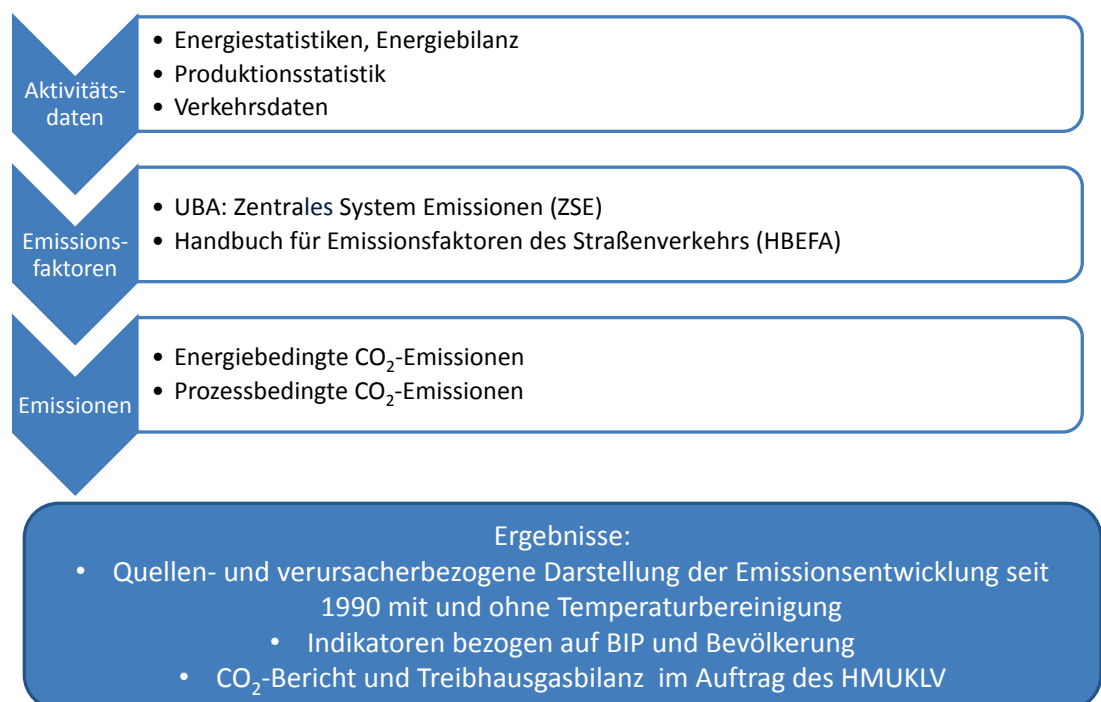 Aktivitäts-
daten
• Energiestatistiken, Energiebilanz
• Produktionsstatistik
• Verkehrsdaten
Emissions-
faktoren
• UBA: Zentrales System Emissionen (ZSE)
• Handbuch für Emissionsfaktoren des Straßenverkehrs (HBEFA)
Emissionen
• Energiebedingte CO₂-Emissionen
• Prozessbedingte CO₂-Emissionen
Ergebnisse:
• Quellen- und verursacherbezogene Darstellung der Emissionsentwicklung seit
1990 mit und ohne Temperaturbereinigung
• Indikatoren bezogen auf BIP und Bevölkerung
• CO₂-Bericht und Treibhausgasbilanz im Auftrag des HMUKLV